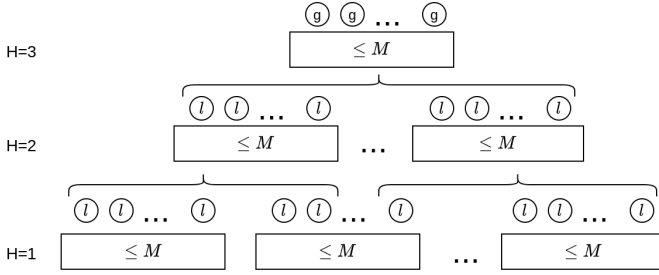 g g ... g
H=3 ≤ M
l l ... l l l ... l
H=2 ≤ M ... ≤ M
l l ... l l l ... l l l ... l
H=1 ≤ M ≤ M ... ≤ M